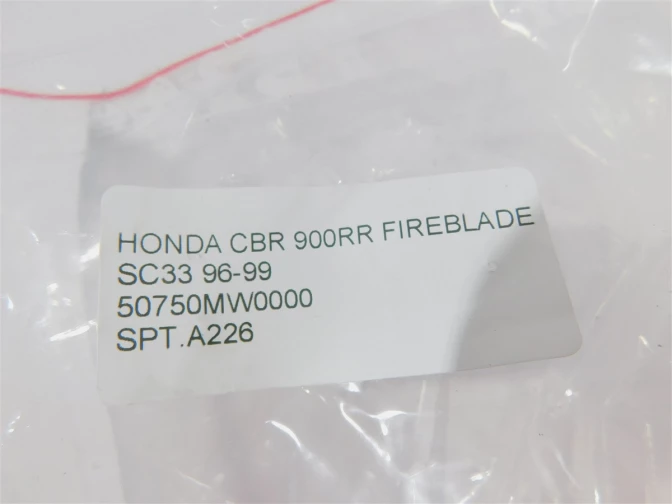 HONDA CBR 900RR FIREBLADE
SC33 96-99
50750MW0000
SPT.A226